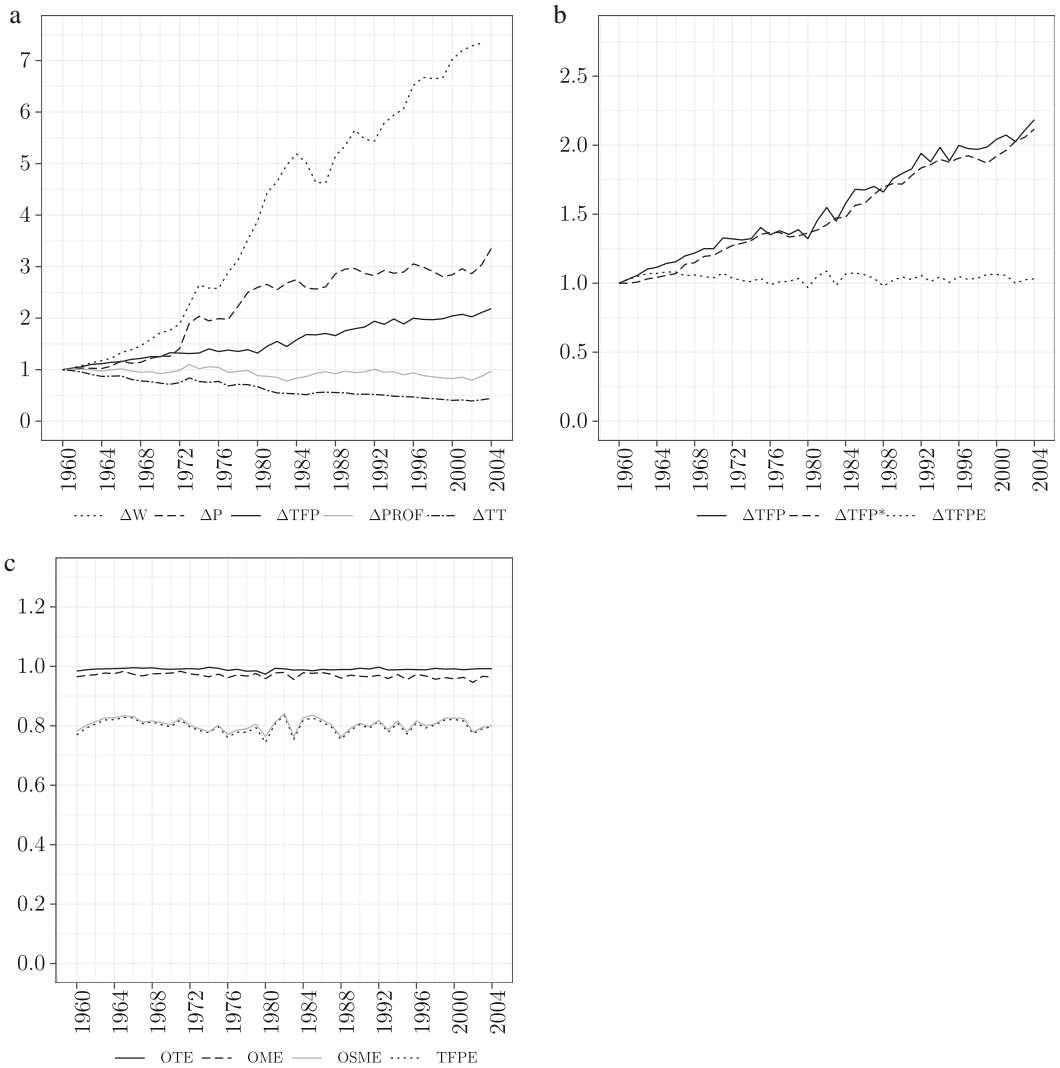 a
7
6
5
4
3
2
1
0
1960 1964 1968 1972 1976 1980 1984 1988 1992 1996 2000 2004
ΔW ΔP ΔTFP ΔPROF ΔTT
b
2.5
2.0
1.5
1.0
0.5
0.0
1960 1964 1968 1972 1976 1980 1984 1988 1992 1996 2000 2004
ΔTFP ΔTFP* ΔTFPE
c
1.2
1.0
0.8
0.6
0.4
0.2
0.0
1960 1964 1968 1972 1976 1980 1984 1988 1992 1996 2000 2004
OTE OME OSME TFPE